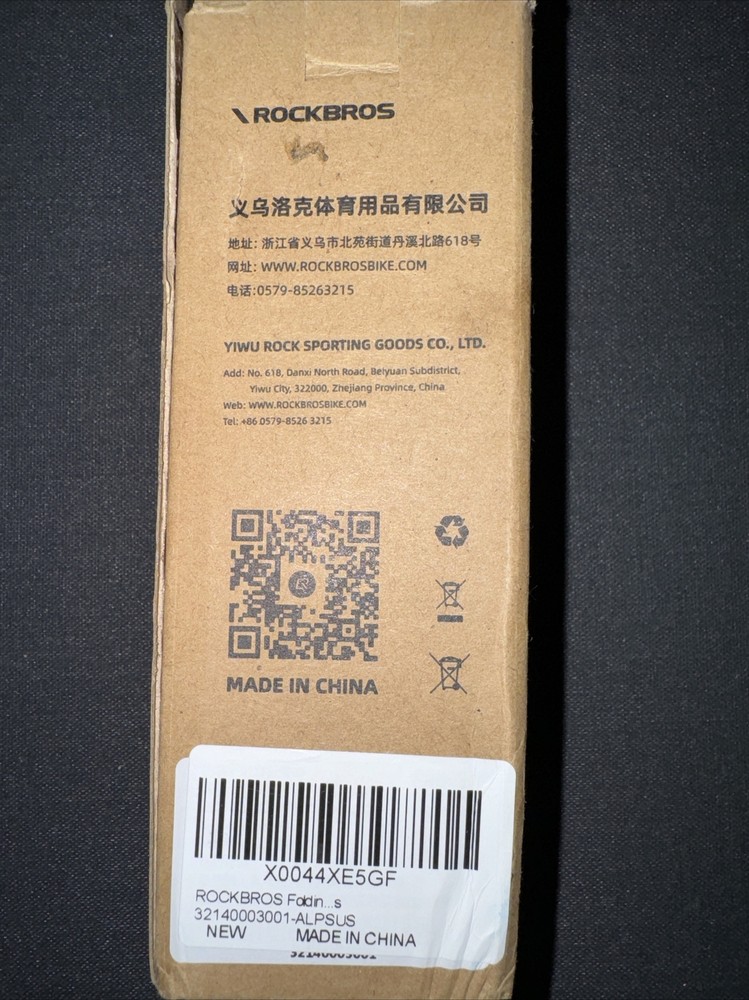 ROCKBROS
义乌洛克体育用品有限公司
地址: 浙江省义乌市北苑街道丹溪北路618号
网址: WWW.ROCKBROSBIKE.COM
电话:0579-85263215
YIWU ROCK SPORTING GOODS CO., LTD.
Add: No. 618, Danxi North Road, Beiyuan Subdistrict,
Yiwu City, 322000, Zhejiang Province, China
Web: WWW.ROCKBROSBIKE.COM
Tel: +86 0579-8526 3215
MADE IN CHINA
X0044XE5GF
ROCKBROS Foldin...s
32140003001-ALPSUS
NEW MADE IN CHINA
32140003001